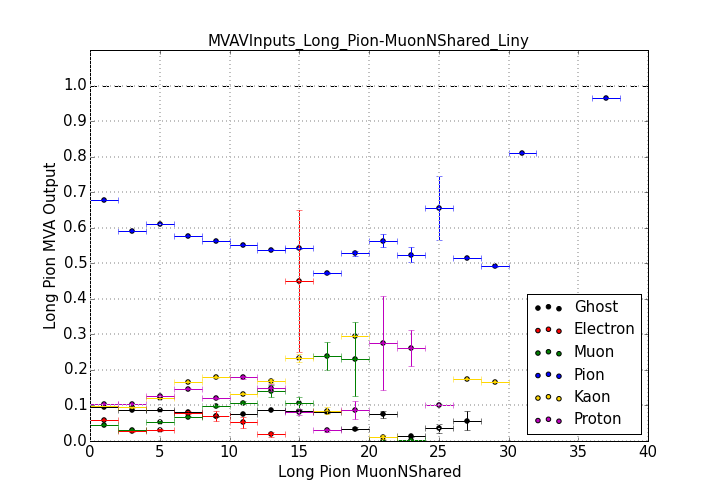 MVAVInputs_Long_Pion-MuonNShared_Liny
1.0
0.9
0.8
0.7
0.6
0.5
0.4
0.3
0.2
0.1
0.0
Long Pion MVA Output
Ghost
Electron
Muon
Pion
Kaon
Proton
0 5 10 15 20 25 30 35 40
Long Pion MuonNShared